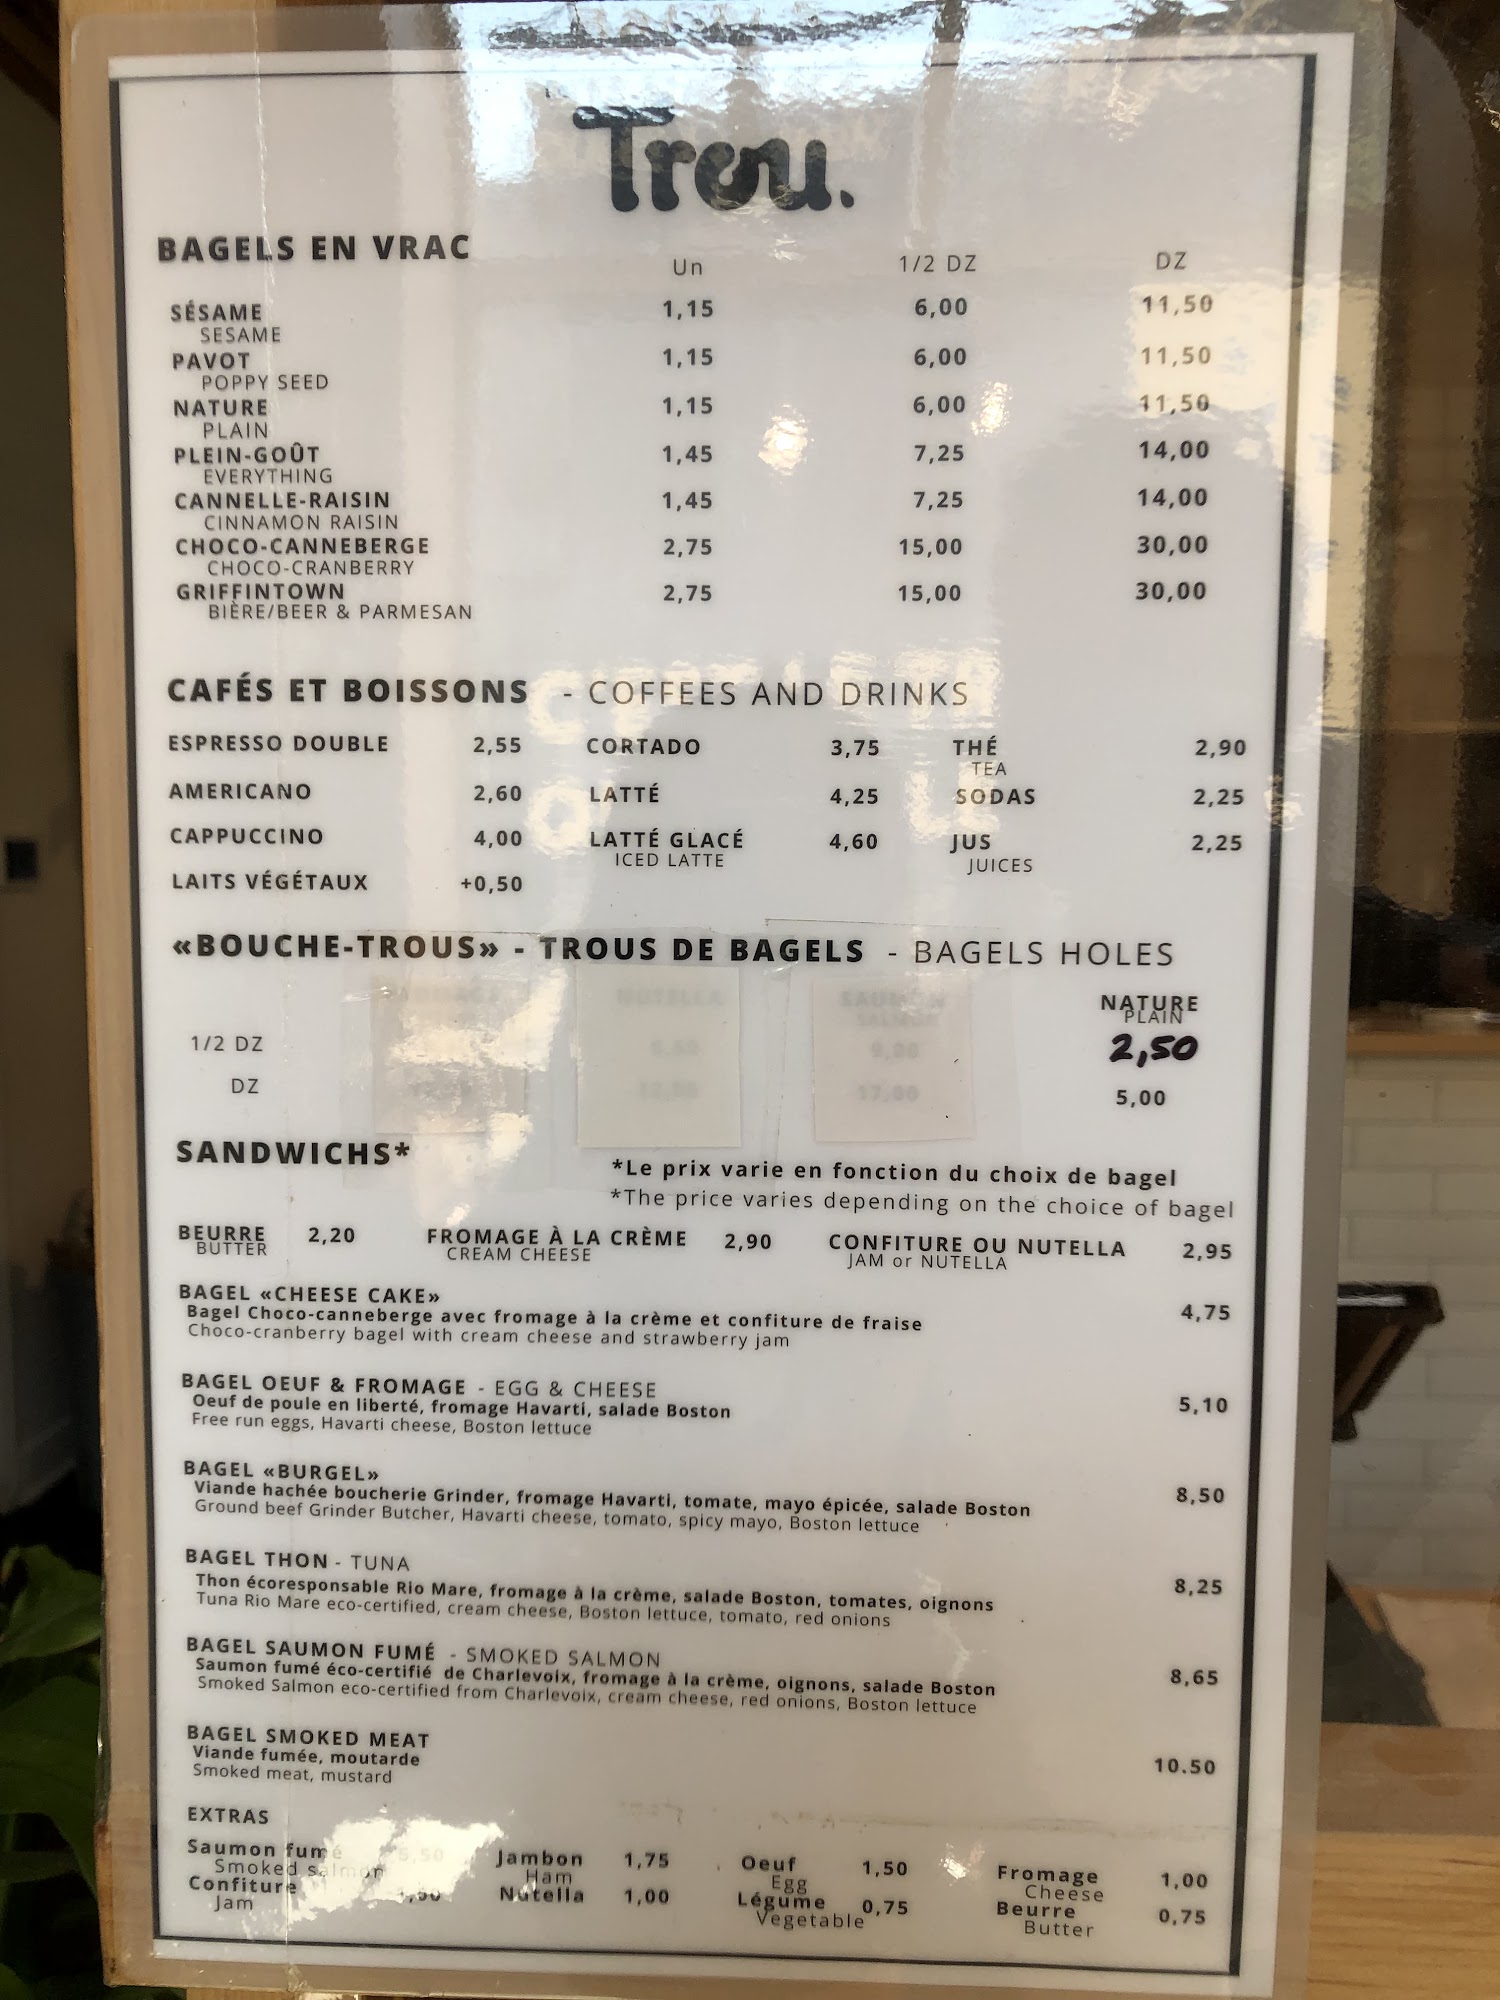 Trou.
BAGELS EN VRAC
Un 1/2 DZ DZ
SÉSAME 1,15 6,00 11,50
SESAME
PAVOT 1,15 6,00 11,50
POPPY SEED
NATURE 1,15 6,00 11,50
PLAIN
PLEIN-GOÛT 1,45 7,25 14,00
EVERYTHING
CANNELLE-RAISIN 1,45 7,25 14,00
CINNAMON RAISIN
CHOCO-CANNEBERGE 2,75 15,00 30,00
CHOCO-CRANBERRY
GRIFFINTOWN 2,75 15,00 30,00
BIÈRE/BEER & PARMESAN
CAFÉS ET BOISSONS - COFFEES AND DRINKS
ESPRESSO DOUBLE 2,55 CORTADO 3,75 THÉ 2,90
TEA
AMERICANO 2,60 LATTÉ 4,25 SODAS 2,25
CAPPUCCINO 4,00 LATTÉ GLACÉ 4,60 JUS 2,25
ICED LATTE JUICES
LAITS VÉGÉTAUX +0,50
«BOUCHE-TROUS» - TROUS DE BAGELS - BAGELS HOLES
NUTELLA SAUMON NATURE
SALMON PLAIN
1/2 DZ 6,50 9,00 2,50
DZ 12,00 17,00 5,00
SANDWICHS*
*Le prix varie en fonction du choix de bagel
*The price varies depending on the choice of bagel
BEURRE 2,20 FROMAGE À LA CRÈME 2,90 CONFITURE OU NUTELLA 2,95
BUTTER CREAM CHEESE JAM or NUTELLA
BAGEL «CHEESE CAKE»
Bagel Choco-canneberge avec fromage à la crème et confiture de fraise 4,75
Choco-cranberry bagel with cream cheese and strawberry jam
BAGEL OEUF & FROMAGE - EGG & CHEESE
Oeuf de poule en liberté, fromage Havarti, salade Boston 5,10
Free run eggs, Havarti cheese, Boston lettuce
BAGEL «BURGEL»
Viande hachée boucherie Grinder, fromage Havarti, tomate, mayo épicée, salade Boston 8,50
Ground beef Grinder Butcher, Havarti cheese, tomato, spicy mayo, Boston lettuce
BAGEL THON - TUNA
Thon écoresponsable Rio Mare, fromage à la crème, salade Boston, tomates, oignons 8,25
Tuna Rio Mare eco-certified, cream cheese, Boston lettuce, tomato, red onions
BAGEL SAUMON FUMÉ - SMOKED SALMON
Saumon fumé éco-certifié de Charlevoix, fromage à la crème, oignons, salade Boston 8,65
Smoked Salmon eco-certified from Charlevoix, cream cheese, red onions, Boston lettuce
BAGEL SMOKED MEAT
Viande fumée, moutarde 10.50
Smoked meat, mustard
EXTRAS
Saumon fumé Jambon 1,75 Oeuf 1,50 Fromage 1,00
Smoked salmon Ham Egg Cheese
Confiture Nutella 1,00 Légume 0,75 Beurre 0,75
Jam Vegetable Butter